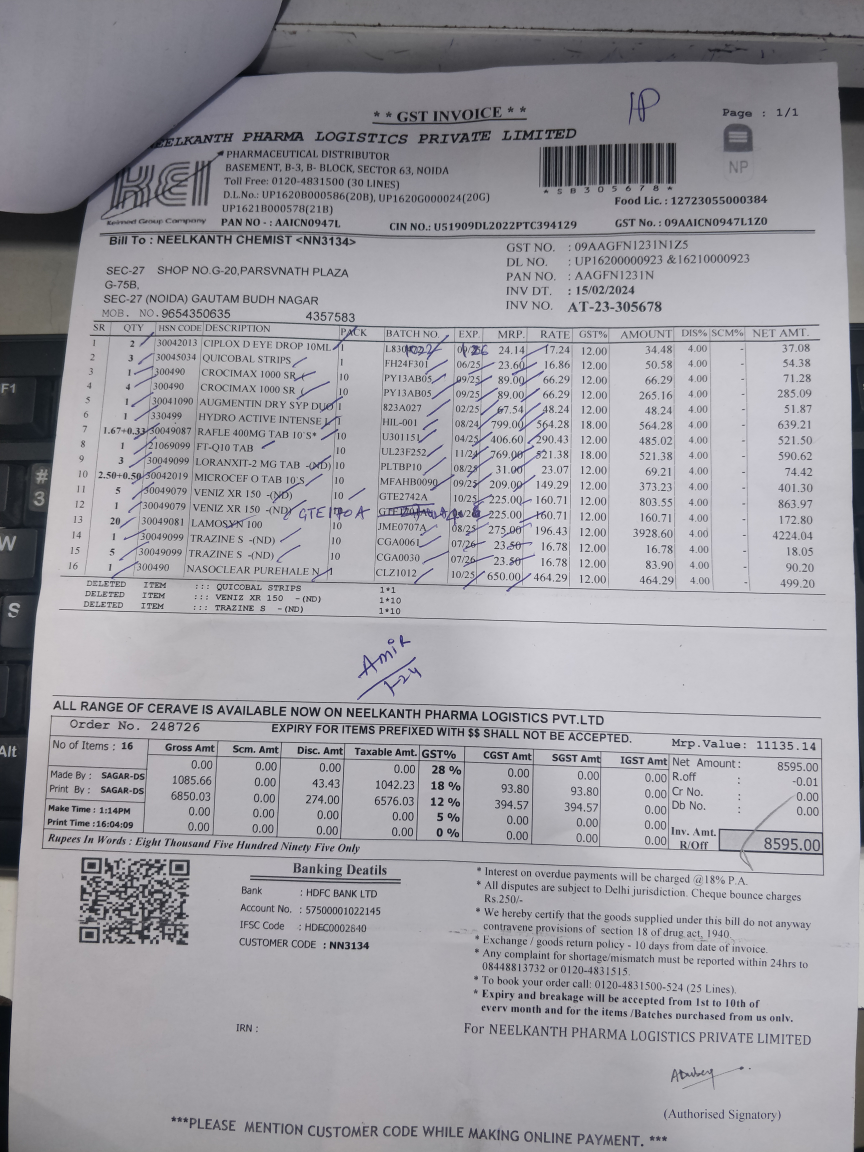 IP
** GST INVOICE **
Page : 1/1
NEELKANTH PHARMA LOGISTICS PRIVATE LIMITED
PHARMACEUTICAL DISTRIBUTOR
BASEMENT, B-3, B- BLOCK, SECTOR 63, NOIDA
Toll Free: 0120-4831500 (30 LINES)
D.L.No.: UP1620B000586(20B), UP1620G000024(20G)
UP1621B000578(21B)
KEI
Keimed Group Company
NP
*5B305678*
Food Lic. : 12723055000384
PAN NO - : AAICN0947L CIN NO.: U51909DL2022PTC394129 GST No. : 09AAICN0947L1Z0
Bill To : NEELKANTH CHEMIST <NN3134>
GST NO. : 09AAGFN1231N1Z5
DL NO. : UP16200000923 &16210000923
PAN NO. : AAGFN1231N
INV DT. : 15/02/2024
INV NO. AT-23-305678
SEC-27 SHOP NO.G-20,PARSVNATH PLAZA
G-75B,
SEC-27 (NOIDA) GAUTAM BUDH NAGAR
MOB. NO.9654350635 4357583
SR QTY HSN CODE DESCRIPTION PACK BATCH NO. EXP. MRP. RATE GST% AMOUNT DIS% SCM% NET AMT.
1 2 30042013 CIPLOX D EYE DROP 10ML 1 24.14 17.24 12.00 34.48 4.00 - 37.08
2 3 30045034 QUICOBAL STRIPS 1 FH24F301 06/25 23.60 16.86 12.00 50.58 4.00 - 54.38
3 1 300490 CROCIMAX 1000 SR 10 PY13AB05 09/25 89.00 66.29 12.00 66.29 4.00 - 71.28
4 4 300490 CROCIMAX 1000 SR 10 PY13AB05 09/25 89.00 66.29 12.00 265.16 4.00 - 285.09
5 1 30041090 AUGMENTIN DRY SYP DUO 1 823A027 02/25 67.54 48.24 12.00 48.24 4.00 - 51.87
6 1 330499 HYDRO ACTIVE INTENSE L 1 HIL-001 08/24 799.00 564.28 18.00 564.28 4.00 - 639.21
7 1.67+0.33 30049087 RAFLE 400MG TAB 10'S* 10 U30115 04/25 406.60 290.43 12.00 485.02 4.00 - 521.50
8 1 21069099 FT-Q10 TAB 10 UL23F252 11/24 769.00 521.38 18.00 521.38 4.00 - 590.62
9 3 30049099 LORANXIT-2 MG TAB -(ND) 10 PLTBP10 08/25 31.00 23.07 12.00 69.21 4.00 - 74.42
10 2.50+0.50 30042019 MICROCEF O TAB 10'S 10 MFAHB0090 09/25 209.00 149.29 12.00 373.23 4.00 - 401.30
11 5 30049079 VENIZ XR 150 -(ND) 10 GTE2742A 10/25 225.00 160.71 12.00 803.55 4.00 - 863.97
12 1 30049079 VENIZ XR 150 -(ND) GTE1170A 10 225.00 160.71 12.00 160.71 4.00 - 172.80
13 20 30049081 LAMOSYN 100 10 JME0707A 08/25 275.00 196.43 12.00 3928.60 4.00 - 4224.04
14 1 30049099 TRAZINE S -(ND) 10 CGA0061 07/26 23.50 16.78 12.00 16.78 4.00 - 18.05
15 5 30049099 TRAZINE S -(ND) 10 CGA0030 07/26 23.50 16.78 12.00 83.90 4.00 - 90.20
16 1 300490 NASOCLEAR PUREHALE N 1 CLZ1012 10/25 650.00 464.29 12.00 464.29 4.00 - 499.20
DELETED ITEM ::: QUICOBAL STRIPS 1*1
DELETED ITEM ::: VENIZ XR 150 -(ND) 1*10
DELETED ITEM ::: TRAZINE S -(ND) 1*10
Amir
1-24
ALL RANGE OF CERAVE IS AVAILABLE NOW ON NEELKANTH PHARMA LOGISTICS PVT.LTD
Order No. 248726 EXPIRY FOR ITEMS PREFIXED WITH $$ SHALL NOT BE ACCEPTED. Mrp.Value: 11135.14
No of Items : 16 Gross Amt Scm. Amt Disc. Amt Taxable Amt. GST% CGST Amt SGST Amt IGST Amt Net Amount : 8595.00
0.00 0.00 0.00 0.00 28 % 0.00 0.00 0.00 R.off : -0.01
Made By : SAGAR-DS 1085.66 0.00 43.43 1042.23 18 % 93.80 93.80 0.00 Cr No. : 0.00
Print By : SAGAR-DS 6850.03 0.00 274.00 6576.03 12 % 394.57 394.57 0.00 Db No. : 0.00
Make Time : 1:14PM 0.00 0.00 0.00 0.00 5 % 0.00 0.00 0.00
Print Time :16:04:09 0.00 0.00 0.00 0.00 0 % 0.00 0.00 0.00 Inv. Amt. R/Off 8595.00
Rupees In Words : Eight Thousand Five Hundred Ninety Five Only
Banking Deatils
Bank : HDFC BANK LTD
Account No. : 57500001022145
IFSC Code : HDFC0002840
CUSTOMER CODE : NN3134
* Interest on overdue payments will be charged @18% P.A.
* All disputes are subject to Delhi jurisdiction. Cheque bounce charges
Rs.250/-
* We hereby certify that the goods supplied under this bill do not anyway
contravene provisions of section 18 of drug act, 1940.
* Exchange / goods return policy - 10 days from date of invoice.
* Any complaint for shortage/mismatch must be reported within 24hrs to
08448813732 or 0120-4831515.
* To book your order call: 0120-4831500-524 (25 Lines).
* Expiry and breakage will be accepted from 1st to 10th of
every month and for the items /Batches purchased from us only.
IRN :
For NEELKANTH PHARMA LOGISTICS PRIVATE LIMITED
(Authorised Signatory)
***PLEASE MENTION CUSTOMER CODE WHILE MAKING ONLINE PAYMENT. ***
F1
#
3
W
S
Alt